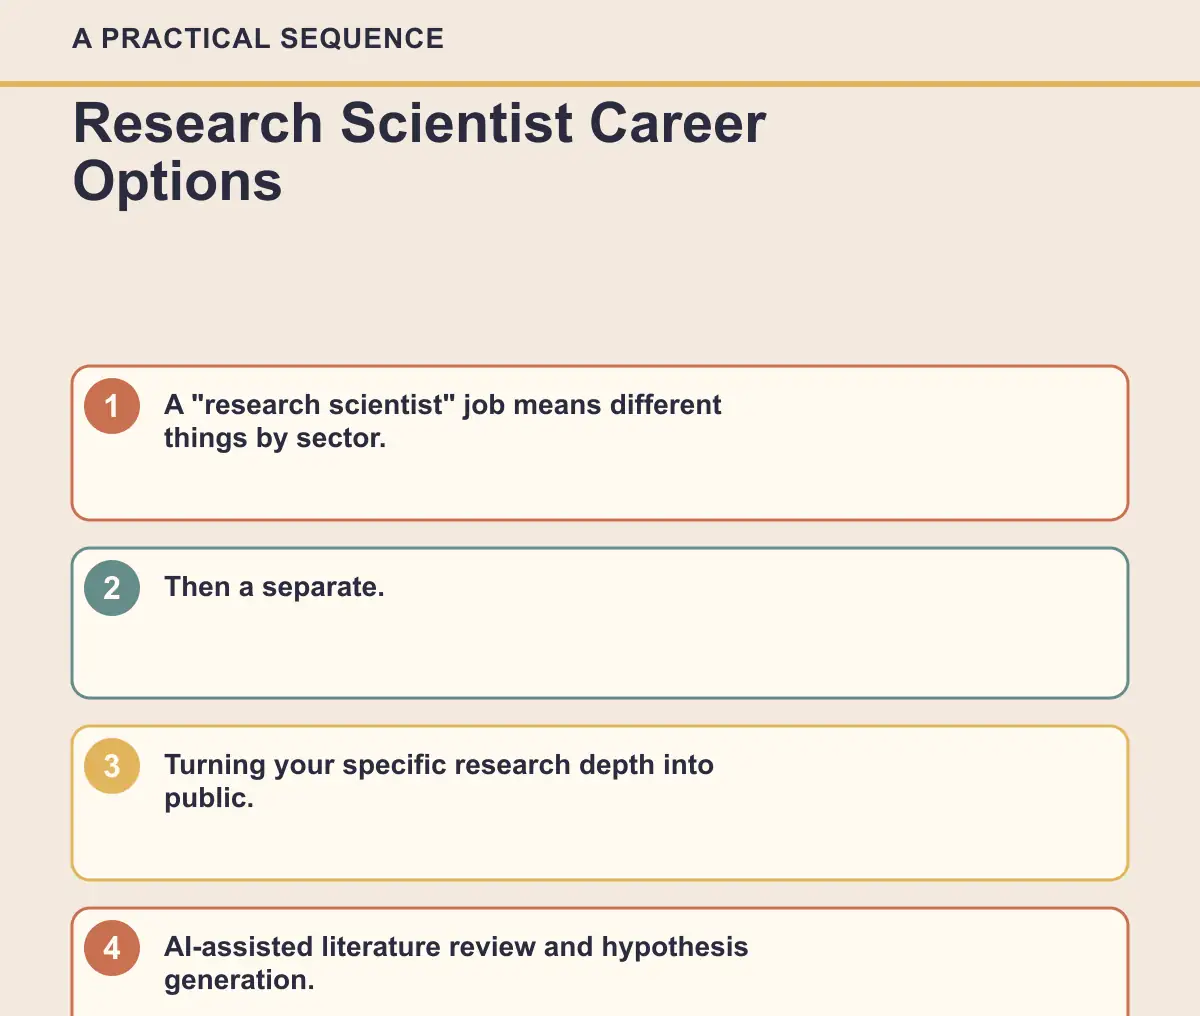 A PRACTICAL SEQUENCE
Research Scientist Career
Options
1
A "research scientist" job means different
things by sector.
2
Then a separate.
3
Turning your specific research depth into
public.
4
AI-assisted literature review and hypothesis
generation.